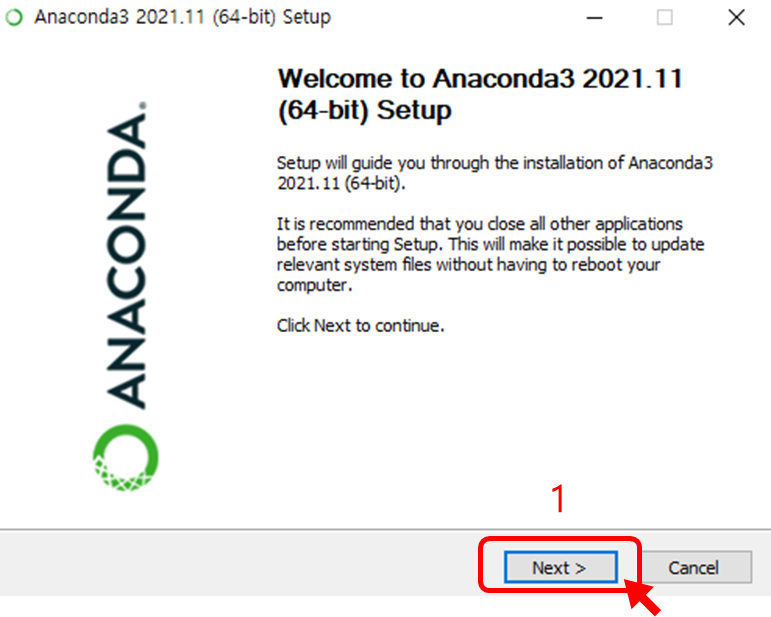 Anaconda3 2021.11 (64-bit) Setup
Welcome to Anaconda3 2021.11
(64-bit) Setup
Setup will guide you through the installation of Anaconda3
2021.11 (64-bit).
It is recommended that you close all other applications
before starting Setup. This will make it possible to update
relevant system files without having to reboot your
computer.
Click Next to continue.
ANACONDA.
1
Next >
Cancel